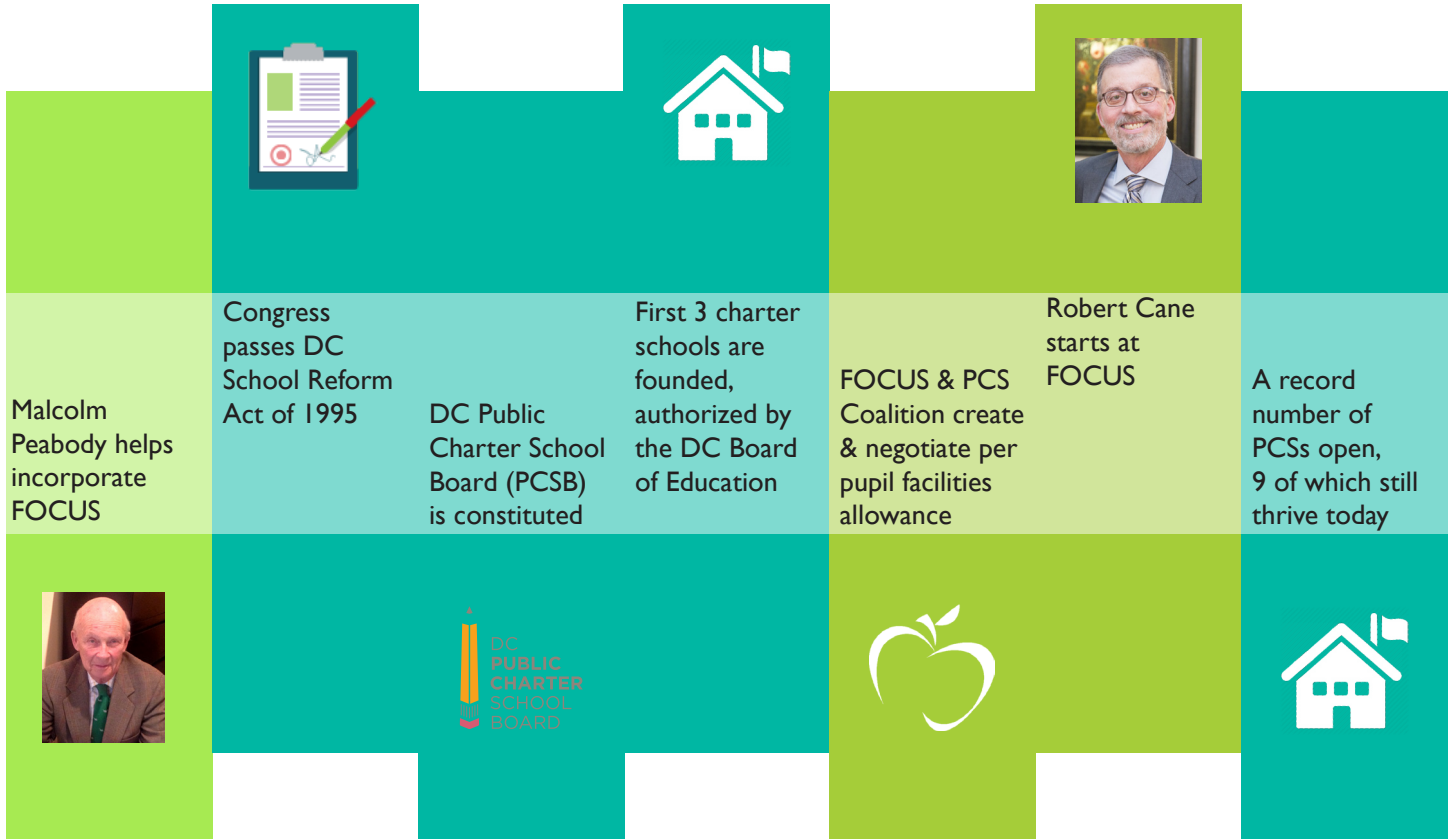 Malcolm
Peabody helps
incorporate
FOCUS
Congress
passes DC
School Reform
Act of 1995
DC Public
Charter School
Board (PCSB)
is constituted
DC
PUBLIC
CHARTER
SCHOOL
BOARD
First 3 charter
schools are
founded,
authorized by
the DC Board
of Education
FOCUS & PCS
Coalition create
& negotiate per
pupil facilities
allowance
Robert Cane
starts at
FOCUS
A record
number of
PCSs open,
9 of which still
thrive today